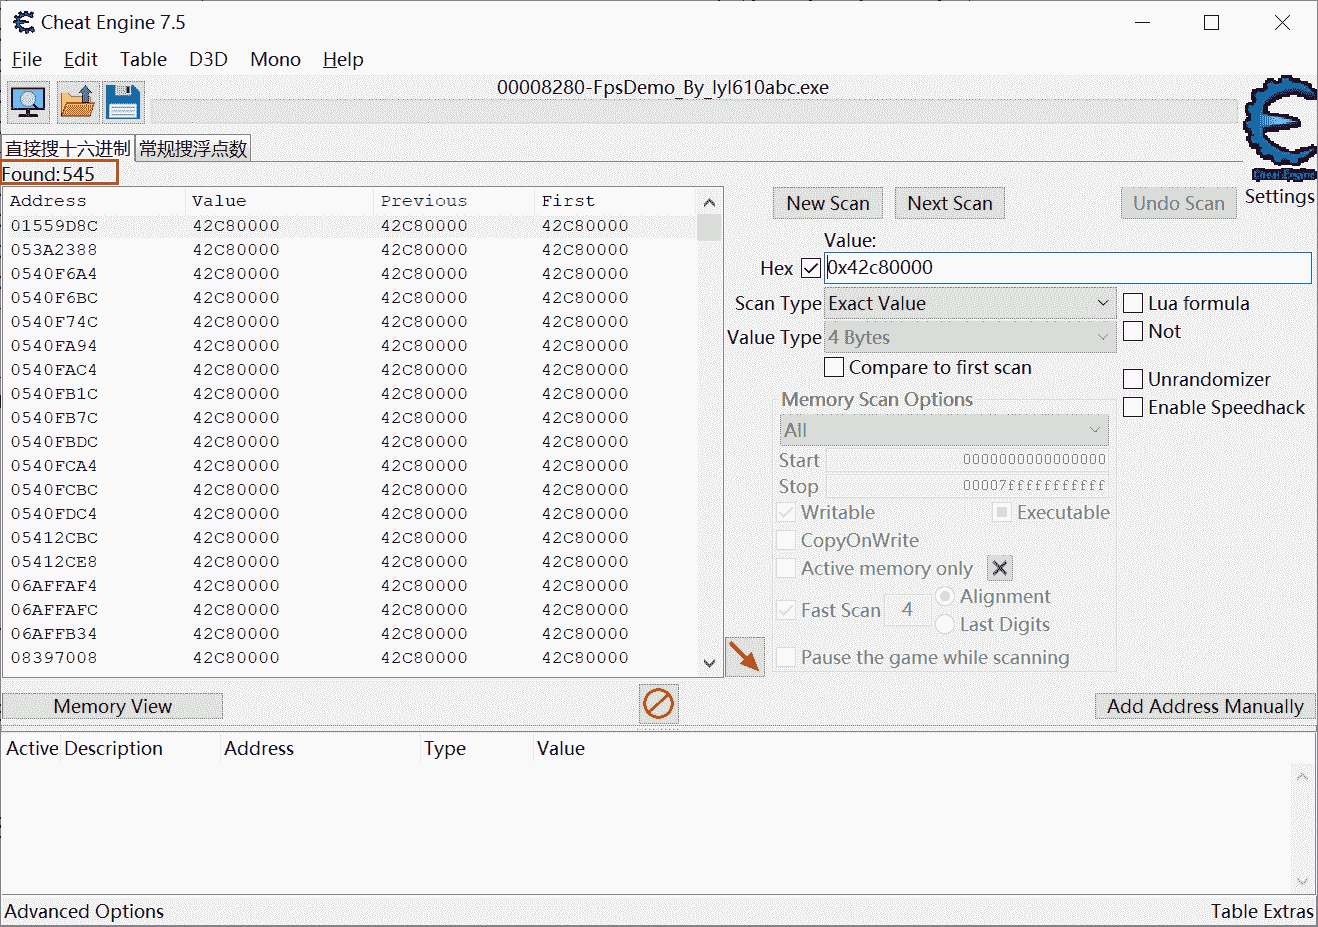 Cheat Engine 7.5
File Edit Table D3D Mono Help
00008280-FpsDemo_By_lyl610abc.exe
直接搜十六进制 常规搜浮点数
Cheat Engine
Found:545
Settings
Address Value Previous First
01559D8C 42C80000 42C80000 42C80000
053A2388 42C80000 42C80000 42C80000
0540F6A4 42C80000 42C80000 42C80000
0540F6BC 42C80000 42C80000 42C80000
0540F74C 42C80000 42C80000 42C80000
0540FA94 42C80000 42C80000 42C80000
0540FAC4 42C80000 42C80000 42C80000
0540FB1C 42C80000 42C80000 42C80000
0540FB7C 42C80000 42C80000 42C80000
0540FBDC 42C80000 42C80000 42C80000
0540FCA4 42C80000 42C80000 42C80000
0540FCBC 42C80000 42C80000 42C80000
0540FDC4 42C80000 42C80000 42C80000
05412CBC 42C80000 42C80000 42C80000
05412CE8 42C80000 42C80000 42C80000
06AFFAF4 42C80000 42C80000 42C80000
06AFFAFC 42C80000 42C80000 42C80000
06AFFB34 42C80000 42C80000 42C80000
08397008 42C80000 42C80000 42C80000
New Scan Next Scan Undo Scan
Value:
Hex 0x42c80000
Scan Type Exact Value Lua formula
Not
Value Type 4 Bytes
Compare to first scan
Unrandomizer
Enable Speedhack
Memory Scan Options
All
Start 0000000000000000
Stop 00007fffffffffff
Writable Executable
CopyOnWrite
Active memory only
Fast Scan 4 Alignment
Last Digits
Pause the game while scanning
Memory View Add Address Manually
Active Description Address Type Value
Advanced Options Table Extras